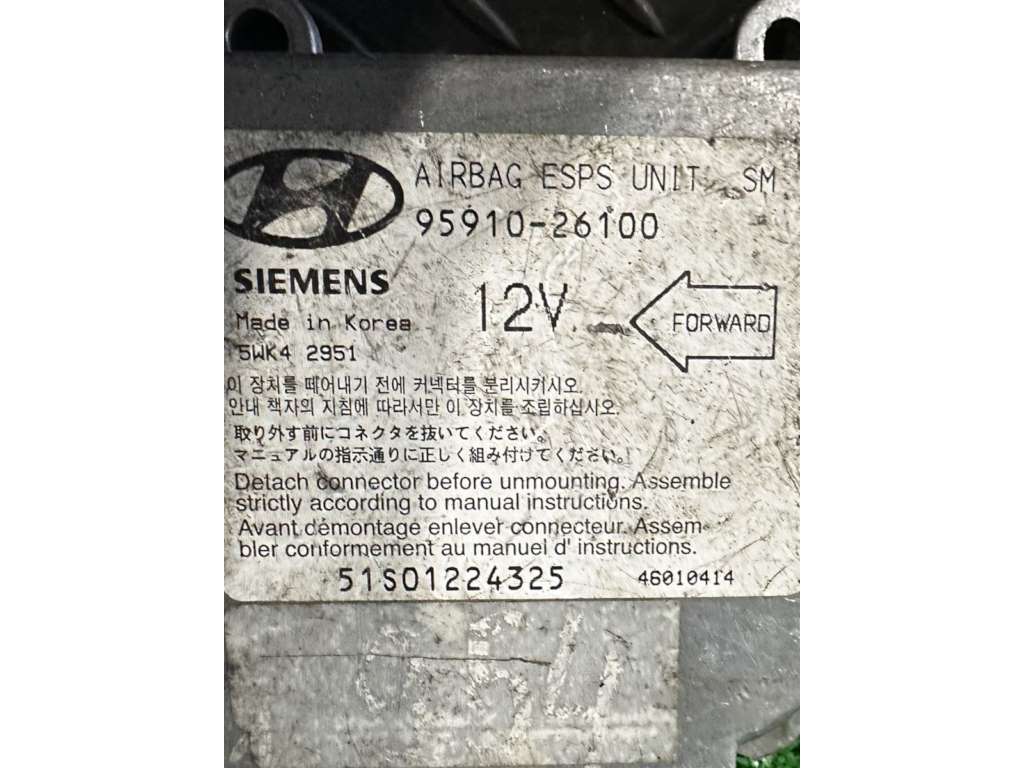 AIRBAG ESPS UNIT SM
95910-26100
SIEMENS
12V
FORWARD
Made in Korea
5WK4 2951
이 장치를 떼어내기 전에 커넥터를 분리시키시오.
안내 책자의 지침에 따라서만 이 장치를 조립하십시오.
取り外す前にコネクタを抜いてください。
マニュアルの指示通りに正しく組み付けてください。
Detach connector before unmounting. Assemble
strictly according to manual instructions.
Avant démontage enlever connecteur. Assem-
bler conformement au manuel d' instructions.
51S01224325
46010414